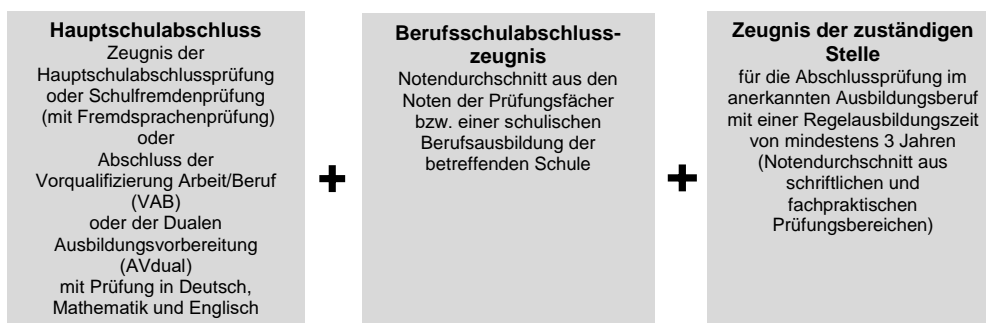 Hauptschulabschluss
Zeugnis der
Hauptschulabschlussprüfung
oder Schulfremdenprüfung
(mit Fremdsprachenprüfung)
oder
Abschluss der
Vorqualifizierung Arbeit/Beruf
(VAB)
oder der Dualen
Ausbildungsvorbereitung
(AVdual)
mit Prüfung in Deutsch,
Mathematik und Englisch
+
Berufsschulabschluss-
zeugnis
Notendurchschnitt aus den
Noten der Prüfungsfächer
bzw. einer schulischen
Berufsausbildung der
betreffenden Schule
+
Zeugnis der zuständigen
Stelle
für die Abschlussprüfung im
anerkannten Ausbildungsberuf
mit einer Regelausbildungszeit
von mindestens 3 Jahren
(Notendurchschnitt aus
schriftlichen und
fachpraktischen
Prüfungsbereichen)